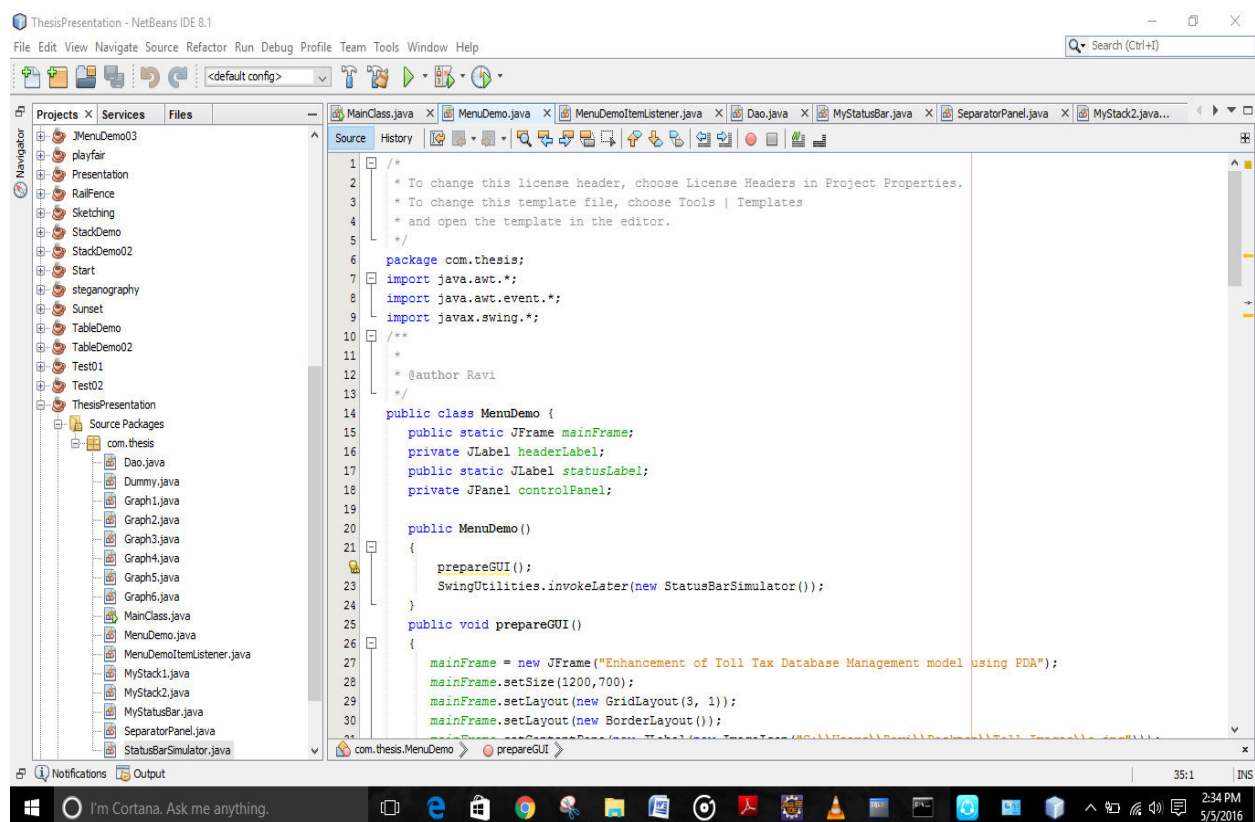 ThesisPresentation - NetBeans IDE 8.1
File Edit View Navigate Source Refactor Run Debug Profile Team Tools Window Help
Search (Ctrl+I)
<default config>
Projects Services Files
Navigator
JMenuDemo03
playfair
Presentation
RailFence
Sketching
StackDemo
StackDemo02
Start
steganography
Sunset
TableDemo
TableDemo02
Test01
Test02
ThesisPresentation
Source Packages
com.thesis
Dao.java
Dummy.java
Graph1.java
Graph2.java
Graph3.java
Graph4.java
Graph5.java
Graph6.java
MainClass.java
MenuDemo.java
MenuDemoItemListener.java
MyStack1.java
MyStack2.java
MyStatusBar.java
SeparatorPanel.java
StatusBarSimulator.java
MainClass.java MenuDemo.java MenuDemoItemListener.java Dao.java MyStatusBar.java SeparatorPanel.java MyStack2.java...
Source History
1 /*
2 * To change this license header, choose License Headers in Project Properties.
3 * To change this template file, choose Tools | Templates
4 * and open the template in the editor.
5 */
6 package com.thesis;
7 import java.awt.*;
8 import java.awt.event.*;
9 import javax.swing.*;
10 /**
11 *
12 * @author Ravi
13 */
14 public class MenuDemo {
15 public static JFrame mainFrame;
16 private JLabel headerLabel;
17 public static JLabel statusLabel;
18 private JPanel controlPanel;
19
20 public MenuDemo()
21 {
prepareGUI();
23 SwingUtilities.invokeLater(new StatusBarSimulator());
24 }
25 public void prepareGUI()
26 {
27 mainFrame = new JFrame("Enhancement of Toll Tax Database Management model using PDA");
28 mainFrame.setSize(1200,700);
29 mainFrame.setLayout(new GridLayout(3, 1));
30 mainFrame.setLayout(new BorderLayout());
com.thesis.MenuDemo prepareGUI
Notifications Output
35:1 INS
I'm Cortana. Ask me anything.
2:34 PM
5/5/2016